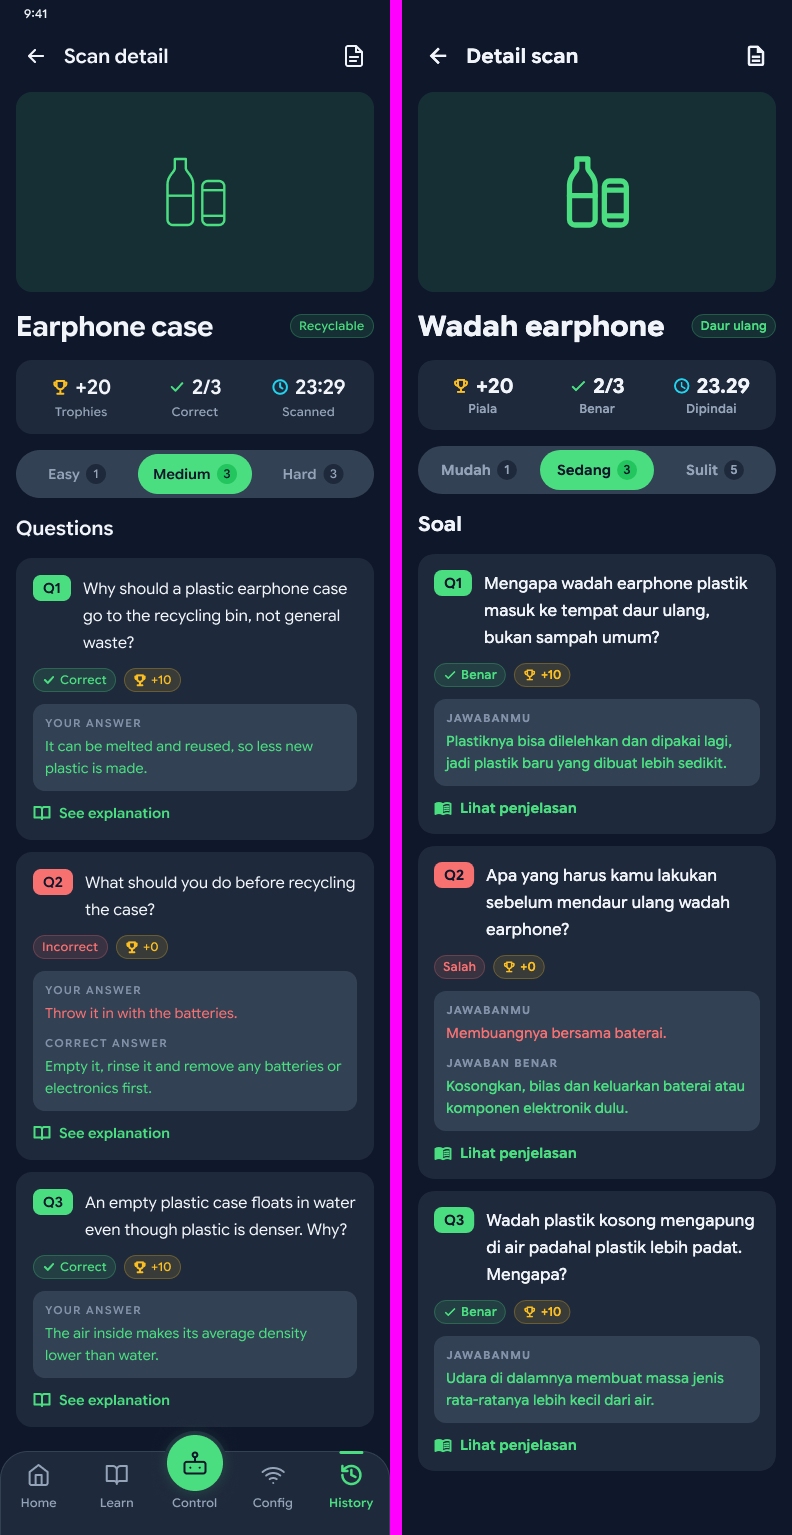 9:41
Scan detail
Earphone case
Recyclable
+20
2/3
23:29
Trophies
Correct
Scanned
Easy 1
Medium 3
Hard 3
Questions
Q1
Why should a plastic earphone case
go to the recycling bin, not general
waste?
Correct
+10
YOUR ANSWER
It can be melted and reused, so less new
plastic is made.
See explanation
Q2
What should you do before recycling
the case?
Incorrect
+0
YOUR ANSWER
Throw it in with the batteries.
CORRECT ANSWER
Empty it, rinse it and remove any batteries or
electronics first.
See explanation
Q3
An empty plastic case floats in water
even though plastic is denser. Why?
Correct
+10
YOUR ANSWER
The air inside makes its average density
lower than water.
See explanation
Home
Learn
Control
Config
History
Detail scan
Wadah earphone
Daur ulang
+20
2/3
23.29
Piala
Benar
Dipindai
Mudah 1
Sedang 3
Sulit 5
Soal
Q1
Mengapa wadah earphone plastik
masuk ke tempat daur ulang,
bukan sampah umum?
Benar
+10
JAWABANMU
Plastiknya bisa dilelehkan dan dipakai lagi,
jadi plastik baru yang dibuat lebih sedikit.
Lihat penjelasan
Q2
Apa yang harus kamu lakukan
sebelum mendaur ulang wadah
earphone?
Salah
+0
JAWABANMU
Membuangnya bersama baterai.
JAWABAN BENAR
Kosongkan, bilas dan keluarkan baterai atau
komponen elektronik dulu.
Lihat penjelasan
Q3
Wadah plastik kosong mengapung
di air padahal plastik lebih padat.
Mengapa?
Benar
+10
JAWABANMU
Udara di dalamnya membuat massa jenis
rata-ratanya lebih kecil dari air.
Lihat penjelasan